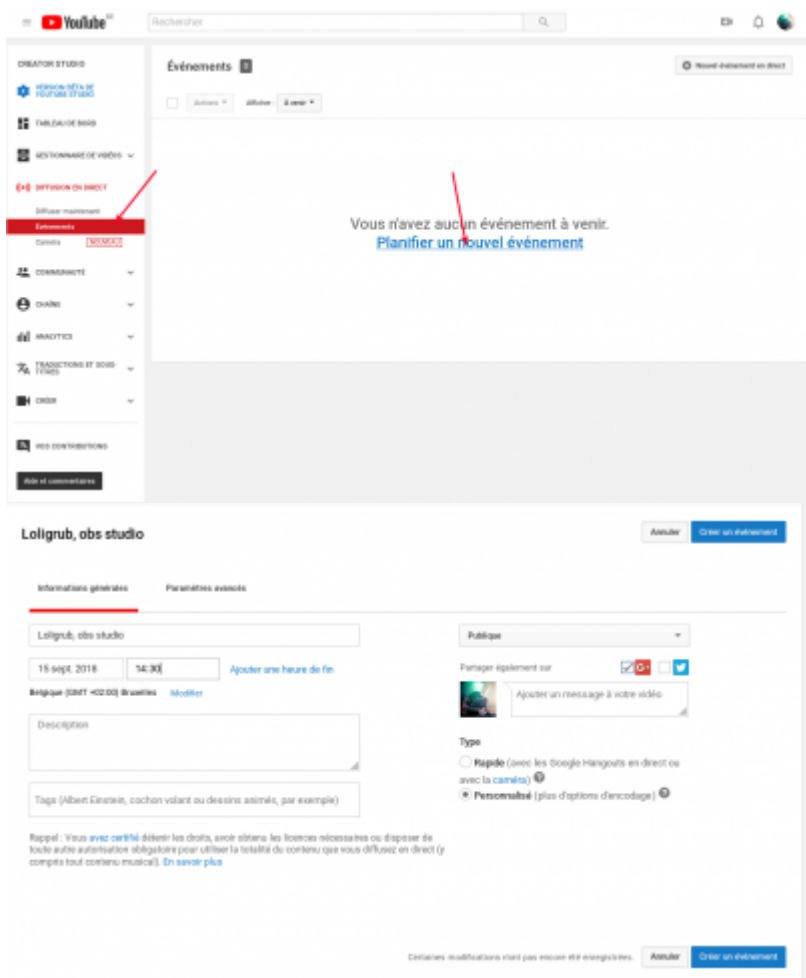 YouTube BE
Rechercher
CREATOR STUDIO
VERSION BÊTA DE
YOUTUBE STUDIO
TABLEAU DE BORD
GESTIONNAIRE DE VIDÉOS
DIFFUSION EN DIRECT
Diffuser maintenant
Événements
Caméra NOUVEAU
COMMUNAUTÉ
CHAÎNE
ANALYTICS
TRADUCTIONS ET SOUS-
TITRES
CRÉER
VOS CONTRIBUTIONS
Aide et commentaires
Événements 0
Nouvel événement en direct
Actions Afficher : À venir
Vous n'avez aucun événement à venir.
Planifier un nouvel événement
Loligrub, obs studio
Annuler Créer un événement
Informations générales Paramètres avancés
Loligrub, obs studio
15 sept. 2018 14:30 Ajouter une heure de fin
Belgique (GMT +02:00) Bruxelles Modifier
Description
Tags (Albert Einstein, cochon volant ou dessins animés, par exemple)
Rappel : Vous avez certifié détenir les droits, avoir obtenu les licences nécessaires ou disposer de
toute autre autorisation obligatoire pour utiliser la totalité du contenu que vous diffusez en direct (y
compris tout contenu musical). En savoir plus
Publique
Partager également sur G+
Ajouter un message à votre vidéo
Type
Rapide (avec les Google Hangouts en direct ou
avec la caméra) ?
Personnalisé (plus d'options d'encodage) ?
Certaines modifications n'ont pas encore été enregistrées. Annuler Créer un événement